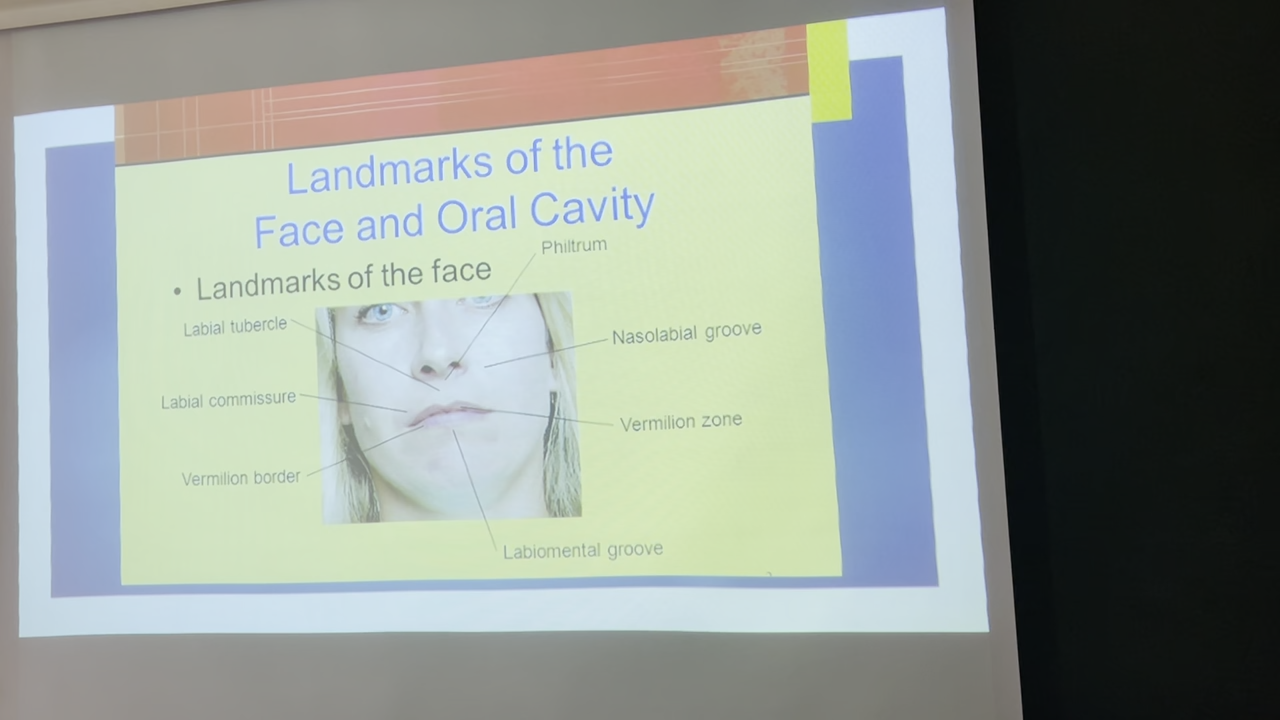 Landmarks of the
Face and Oral Cavity
• Landmarks of the face
Philtrum
Labial tubercle
Nasolabial groove
Labial commissure
Vermilion zone
Vermilion border
Labiomental groove